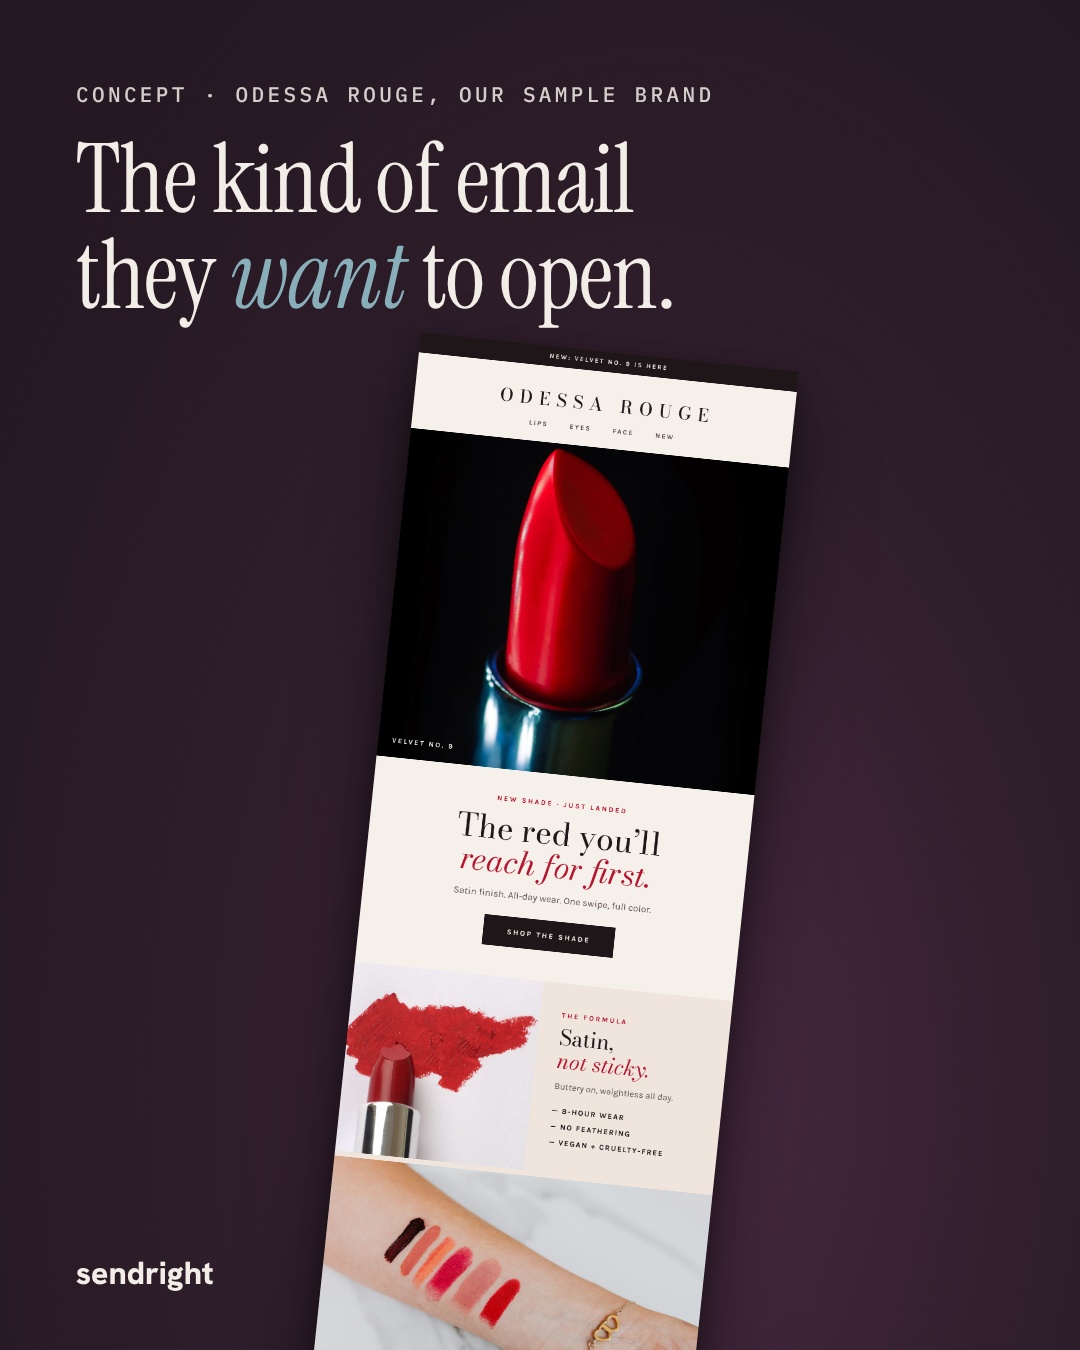 CONCEPT · ODESSA ROUGE, OUR SAMPLE BRAND
The kind of email
they want to open.
NEW: VELVET NO. 9 IS HERE
ODESSA ROUGE
LIPS EYES FACE NEW
VELVET NO. 9
NEW SHADE · JUST LANDED
The red you’ll
reach for first.
Satin finish. All-day wear. One swipe, full color.
SHOP THE SHADE
THE FORMULA
Satin,
not sticky.
Buttery on, weightless all day.
— 8-HOUR WEAR
— NO FEATHERING
— VEGAN + CRUELTY-FREE
sendright